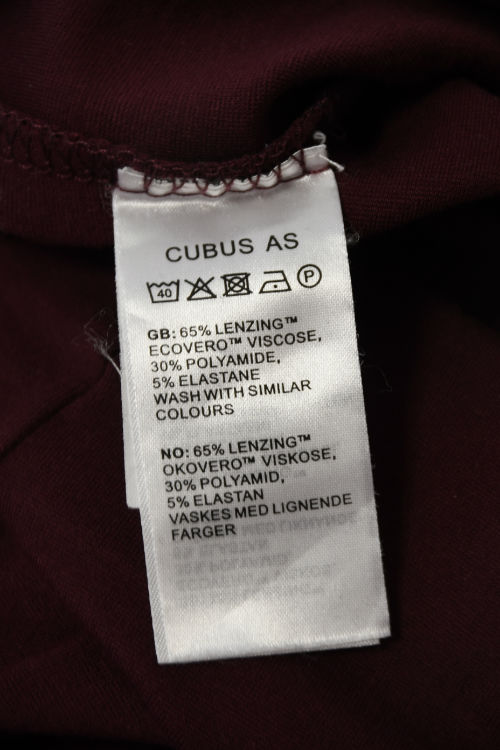 CUBUS AS
40 P
GB: 65% LENZING™
ECOVERO™ VISCOSE,
30% POLYAMIDE,
5% ELASTANE
WASH WITH SIMILAR
COLOURS
NO: 65% LENZING™
OKOVERO™ VISKOSE,
30% POLYAMID,
5% ELASTAN
VASKES MED LIGNENDE
FARGER